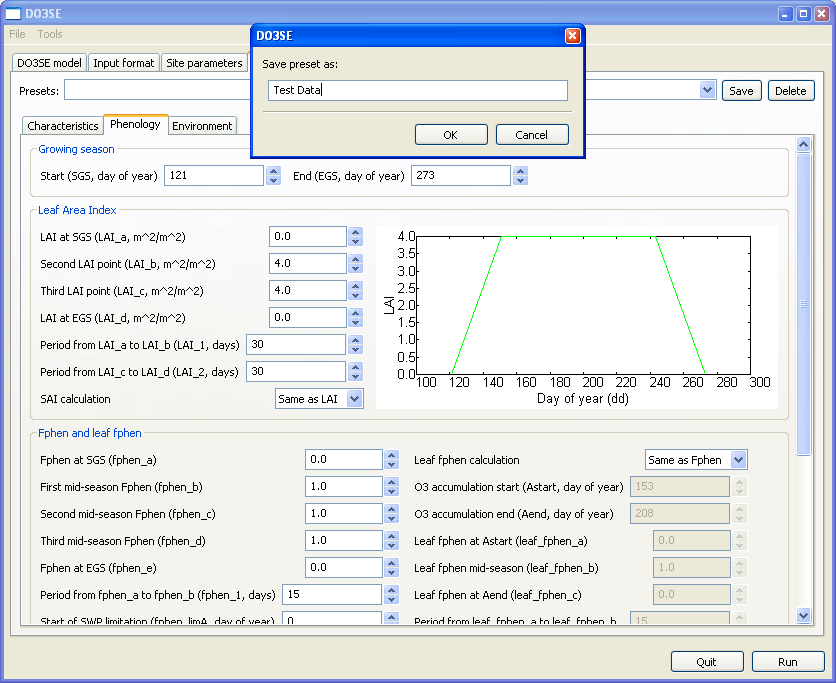 DO3SE
File Tools
DO3SE
Save preset as:
Test Data
OK Cancel
DO3SE model Input format Site parameters
Presets: Save Delete
Characteristics Phenology Environment
Growing season
Start (SGS, day of year) 121 End (EGS, day of year) 273
Leaf Area Index
LAI at SGS (LAI_a, m^2/m^2) 0.0
Second LAI point (LAI_b, m^2/m^2) 4.0
Third LAI point (LAI_c, m^2/m^2) 4.0
LAI at EGS (LAI_d, m^2/m^2) 0.0
Period from LAI_a to LAI_b (LAI_1, days) 30
Period from LAI_c to LAI_d (LAI_2, days) 30
SAI calculation Same as LAI
4.0
3.5
3.0
2.5
2.0
1.5
1.0
0.5
0.0
LAI
100 120 140 160 180 200 220 240 260 280 300
Day of year (dd)
Fphen and leaf fphen
Fphen at SGS (fphen_a) 0.0 Leaf fphen calculation Same as Fphen
First mid-season Fphen (fphen_b) 1.0 O3 accumulation start (Astart, day of year) 153
Second mid-season Fphen (fphen_c) 1.0 O3 accumulation end (Aend, day of year) 208
Third mid-season Fphen (fphen_d) 1.0 Leaf fphen at Astart (leaf_fphen_a) 0.0
Fphen at EGS (fphen_e) 0.0 Leaf fphen mid-season (leaf_fphen_b) 1.0
Period from fphen_a to fphen_b (fphen_1, days) 15 Leaf fphen at Aend (leaf_fphen_c) 0.0
Start of SWP limitation (fphen_limA, day of year) 0 Period from leaf_fphen_a to leaf_fphen_b 15
Quit Run